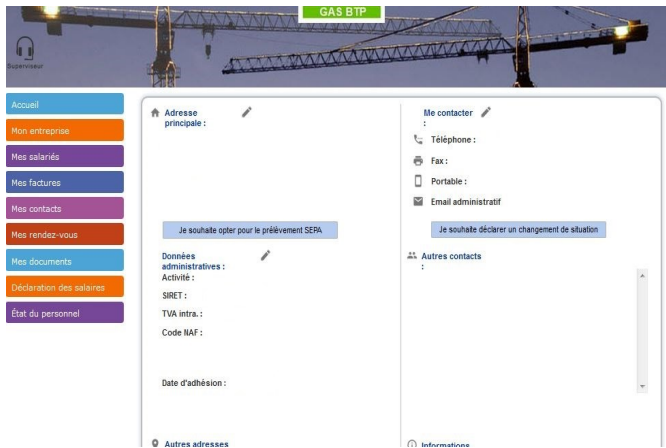 GAS BTP
Superviseur
Accueil
Mon entreprise
Mes salariés
Mes factures
Mes contacts
Mes rendez-vous
Mes documents
Déclaration des salaires
État du personnel
Adresse
principale :
Je souhaite opter pour le prélèvement SEPA
Données
administratives :
Activité :
SIRET :
TVA intra. :
Code NAF :
Date d'adhésion :
Autres adresses
Me contacter
:
Téléphone :
Fax :
Portable :
Email administratif
Je souhaite déclarer un changement de situation
Autres contacts
:
Informations